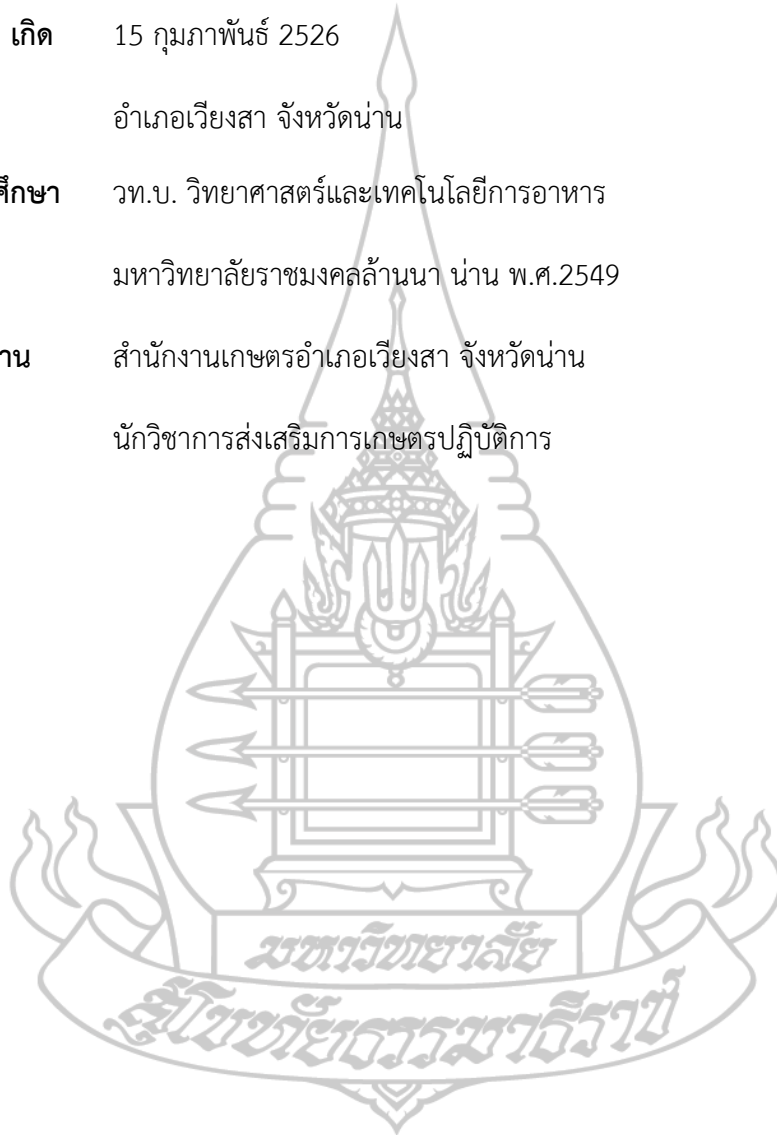 เกิด 15 กุมภาพันธ์ 2526
อำเภอเวียงสา จังหวัดน่าน
ศึกษา วท.บ. วิทยาศาสตร์และเทคโนโลยีการอาหาร
มหาวิทยาลัยราชมงคลล้านนา น่าน พ.ศ.2549
าน สำนักงานเกษตรอำเภอเวียงสา จังหวัดน่าน
นักวิชาการส่งเสริมการเกษตรปฏิบัติการ
มหาวิทยาลัย
สุโขทัยธรรมาธิราช